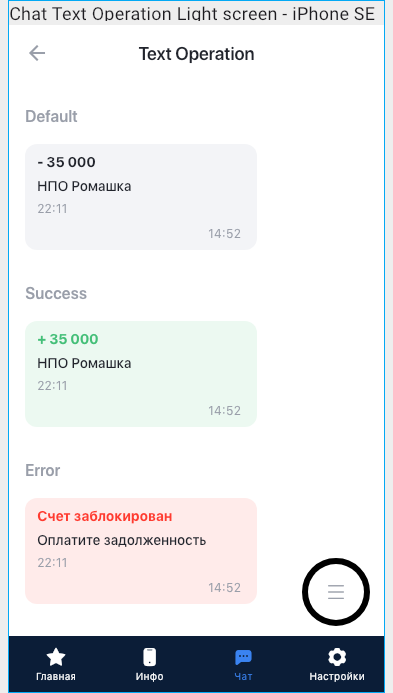 Chat Text Operation Light screen - iPhone SE
Text Operation
Default
- 35 000
НПО Ромашка
22:11
14:52
Success
+ 35 000
НПО Ромашка
22:11
14:52
Error
Счет заблокирован
Оплатите задолженность
22:11
14:52
Главная
Инфо
Чат
Настройки